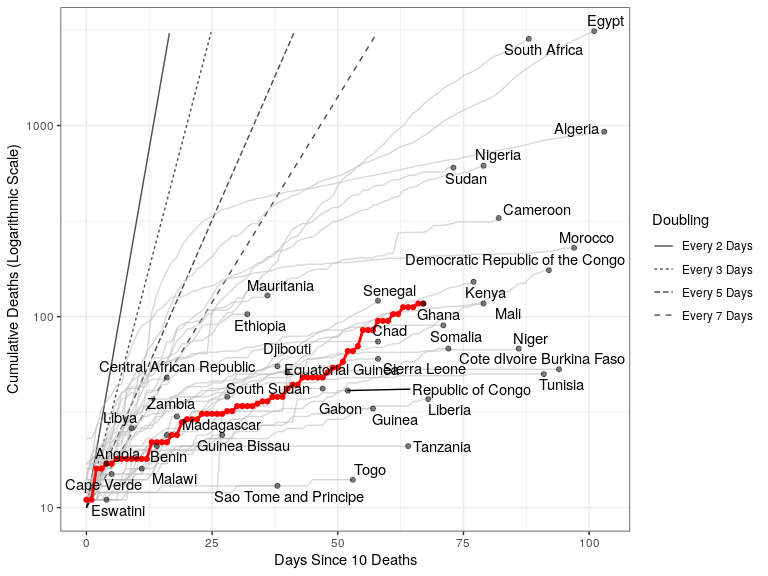 Egypt
South Africa
1000
Algeria
Nigeria
Sudan
Cameroon
Morocco
Democratic Republic of the Congo
Mauritania
Senegal
Kenya
100
Ghana
Mali
Ethiopia
Chad
Somalia
Niger
Djibouti
Cote dIvoire
Burkina Faso
Central African Republic
Equatorial Guinea
Sierra Leone
Tunisia
South Sudan
Republic of Congo
Zambia
Gabon
Liberia
Libya
Madagascar
Guinea
Guinea Bissau
Tanzania
Angola
Benin
Togo
Cape Verde
Malawi
Sao Tome and Principe
10
Eswatini
0
25
50
75
100
Days Since 10 Deaths
Cumulative Deaths (Logarithmic Scale)
Doubling
Every 2 Days
Every 3 Days
Every 5 Days
Every 7 Days